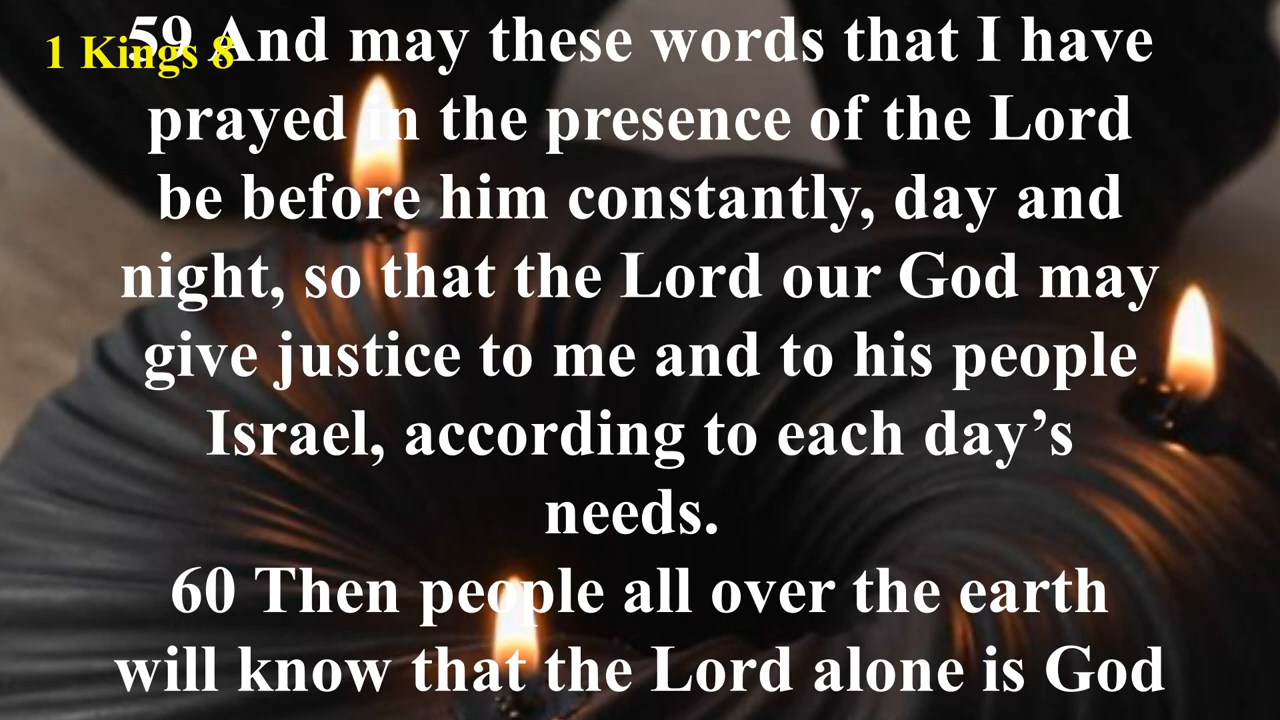 1 Kings 8
59 And may these words that I have
prayed in the presence of the Lord
be before him constantly, day and
night, so that the Lord our God may
give justice to me and to his people
Israel, according to each day’s
needs.
60 Then people all over the earth
will know that the Lord alone is God